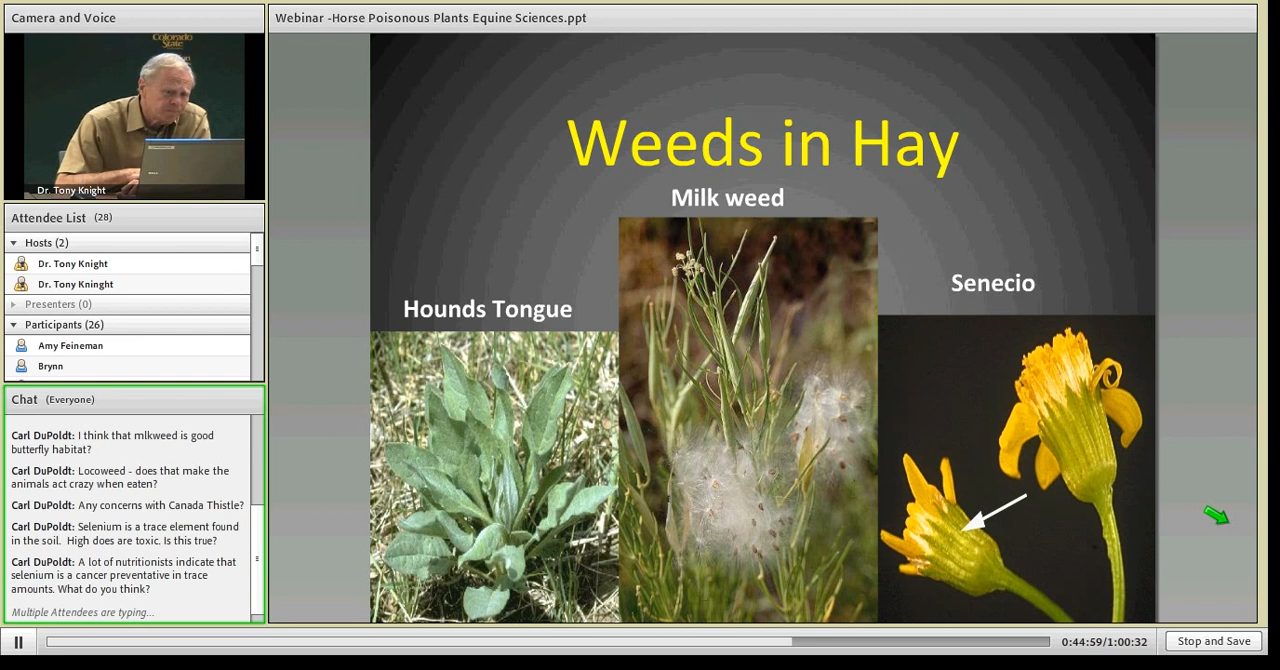 Camera and Voice
Webinar -Horse Poisonous Plants Equine Sciences.ppt
Colorado
State
Dr. Tony Knight
Attendee List (28)
Hosts (2)
Dr. Tony Knight
Dr. Tony Kninght
Presenters (0)
Participants (26)
Amy Feineman
Brynn
Chat (Everyone)
Carl DuPoldt: I think that mlkweed is good
butterfly habitat?
Carl DuPoldt: Locoweed - does that make the
animals act crazy when eaten?
Carl DuPoldt: Any concerns with Canada Thistle?
Carl DuPoldt: Selenium is a trace element found
in the soil. High does are toxic. Is this true?
Carl DuPoldt: A lot of nutritionists indicate that
selenium is a cancer preventative in trace
amounts. What do you think?
Multiple Attendees are typing...
Weeds in Hay
Milk weed
Senecio
Hounds Tongue
0:44:59/1:00:32
Stop and Save